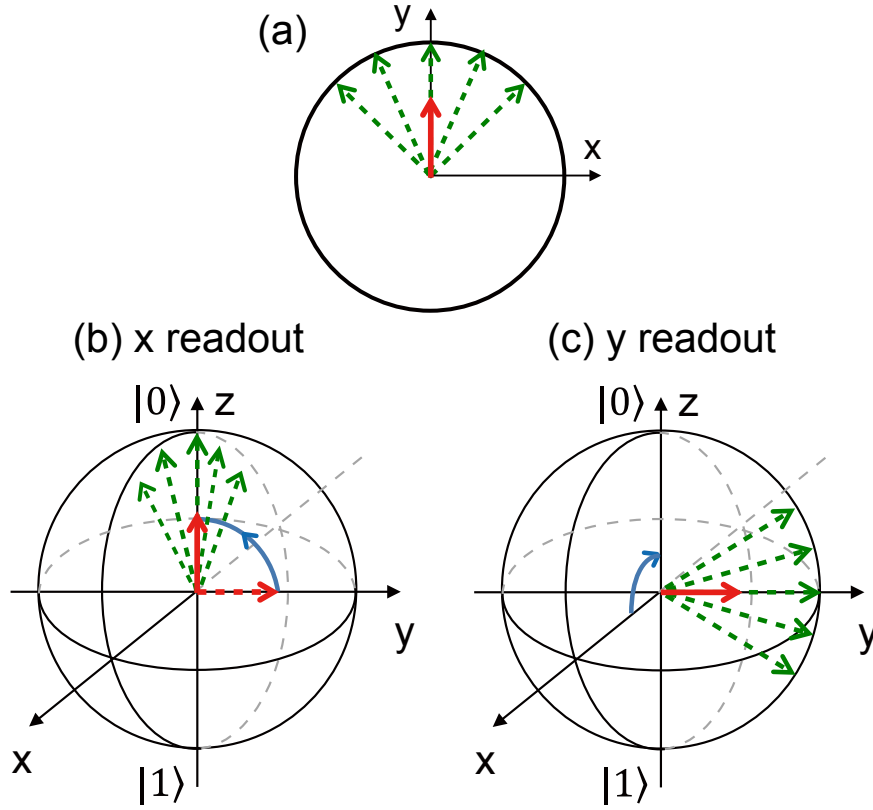 (a)
y
x
(b) x readout
(c) y readout
|0⟩
z
|0⟩
z
y
y
x
x
|1⟩
|1⟩